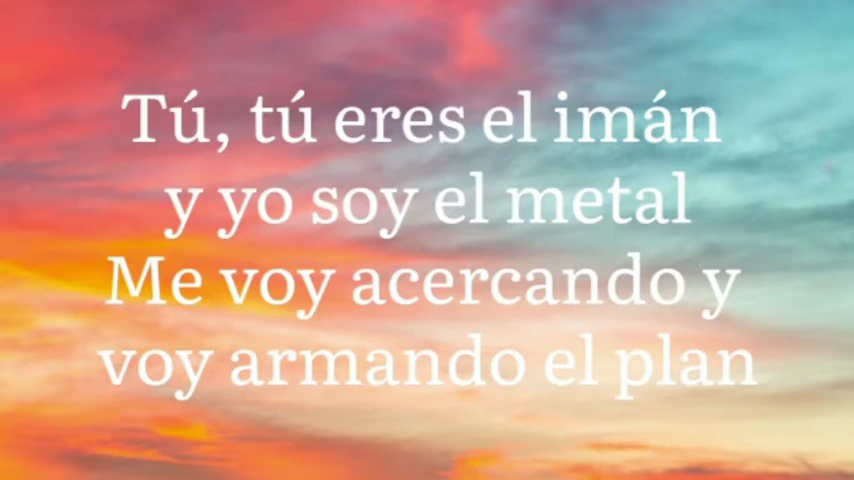 Tú, tú eres el imán
y yo soy el metal
Me voy acercando y
voy armando el plan